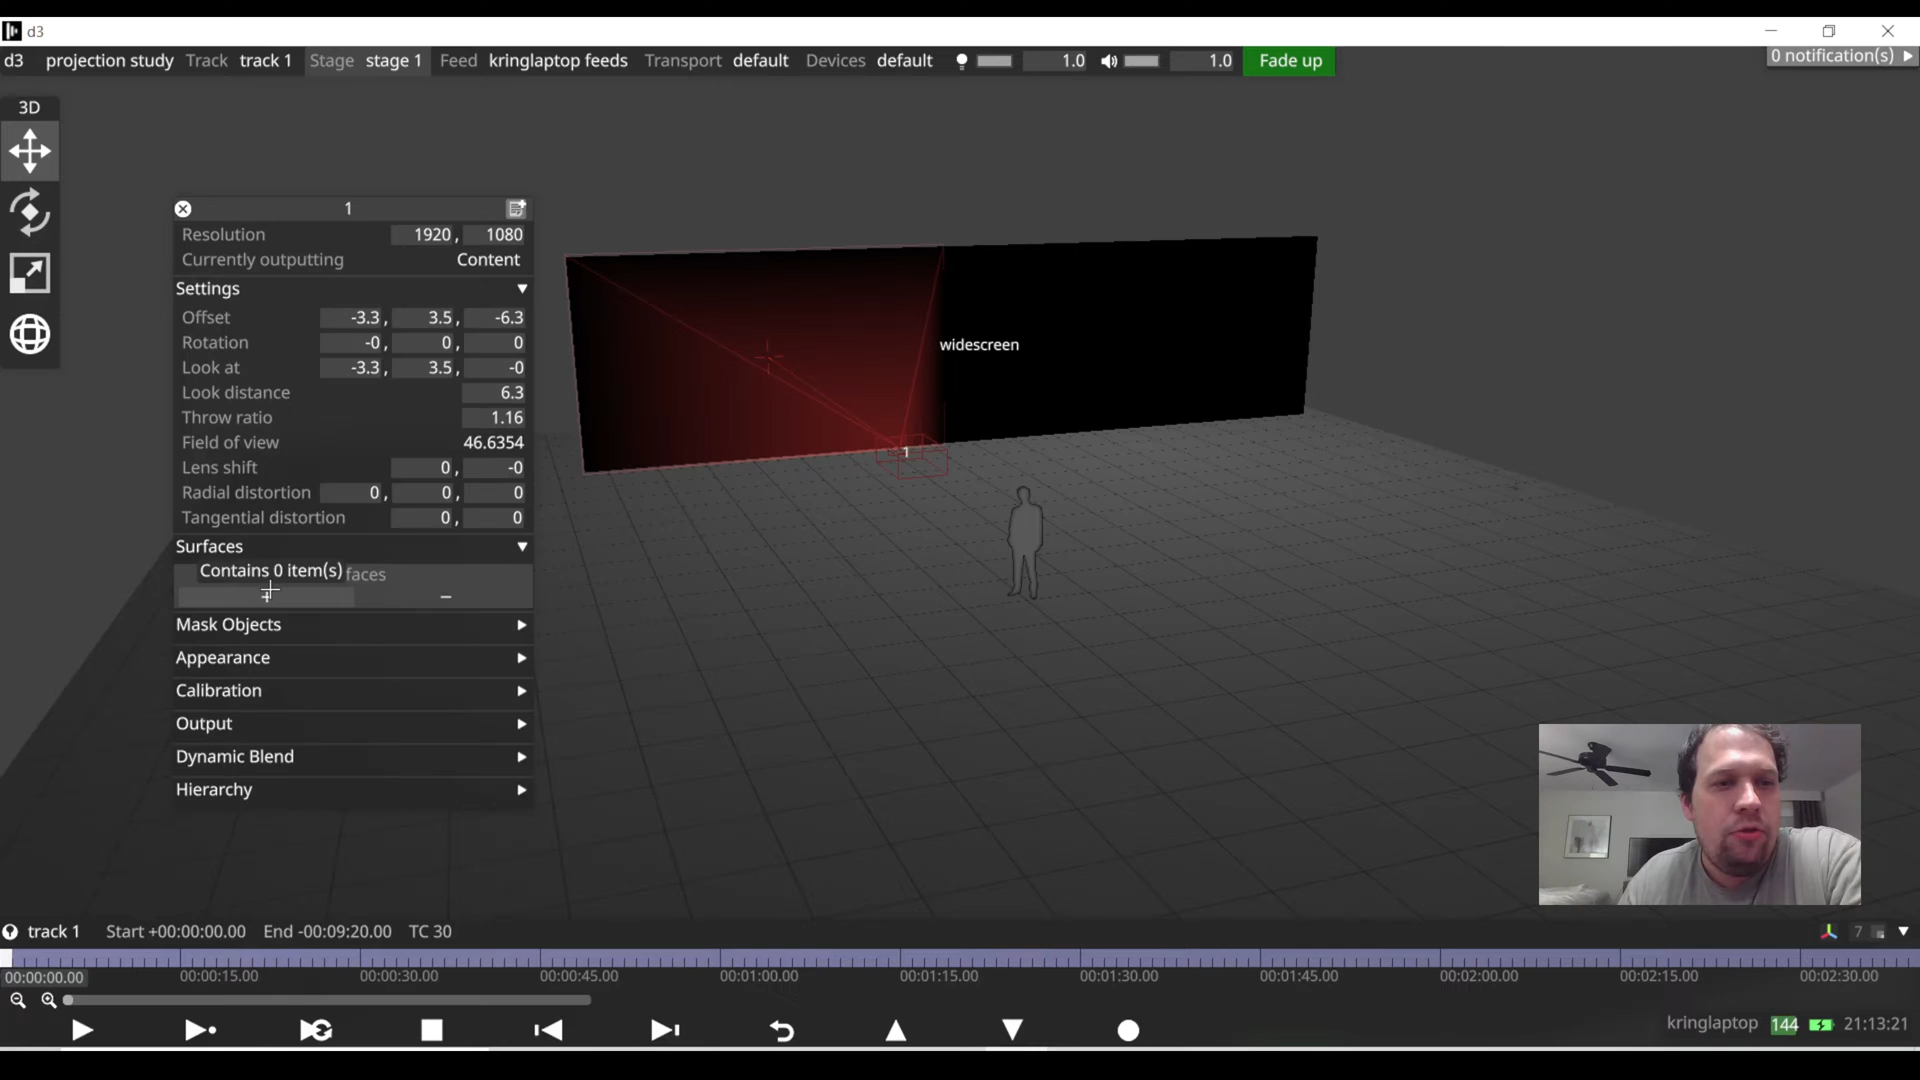 d3
d3 projection study Track track 1 Stage stage 1 Feed kringlaptop feeds Transport default Devices default 1.0 1.0 Fade up 0 notification(s)
3D
1
Resolution 1920, 1080
Currently outputting Content
Settings
Offset -3.3, 3.5, -6.3
Rotation -0, 0, 0
Look at -3.3, 3.5, -0
Look distance 6.3
Throw ratio 1.16
Field of view 46.6354
Lens shift 0, -0
Radial distortion 0, 0, 0
Tangential distortion 0, 0
Surfaces
Contains 0 item(s) faces
+ −
Mask Objects
Appearance
Calibration
Output
Dynamic Blend
Hierarchy
widescreen
1
track 1 Start +00:00:00.00 End -00:09:20.00 TC 30 7
00:00:00.00 00:00:15.00 00:00:30.00 00:00:45.00 00:01:00.00 00:01:15.00 00:01:30.00 00:01:45.00 00:02:00.00 00:02:15.00 00:02:30.00
kringlaptop 144 21:13:21